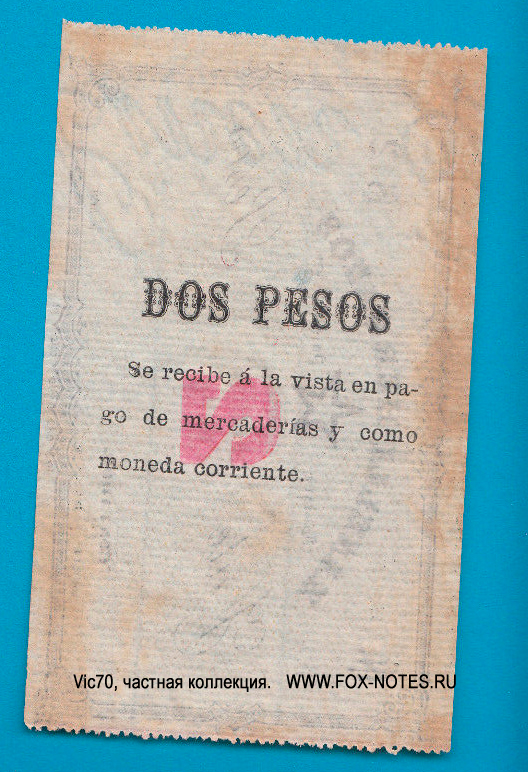 DOS PESOS
Se recibe á la vista en pa-
go de mercaderías y como
moneda corriente.
Vic70, частная коллекция. WWW.FOX-NOTES.RU